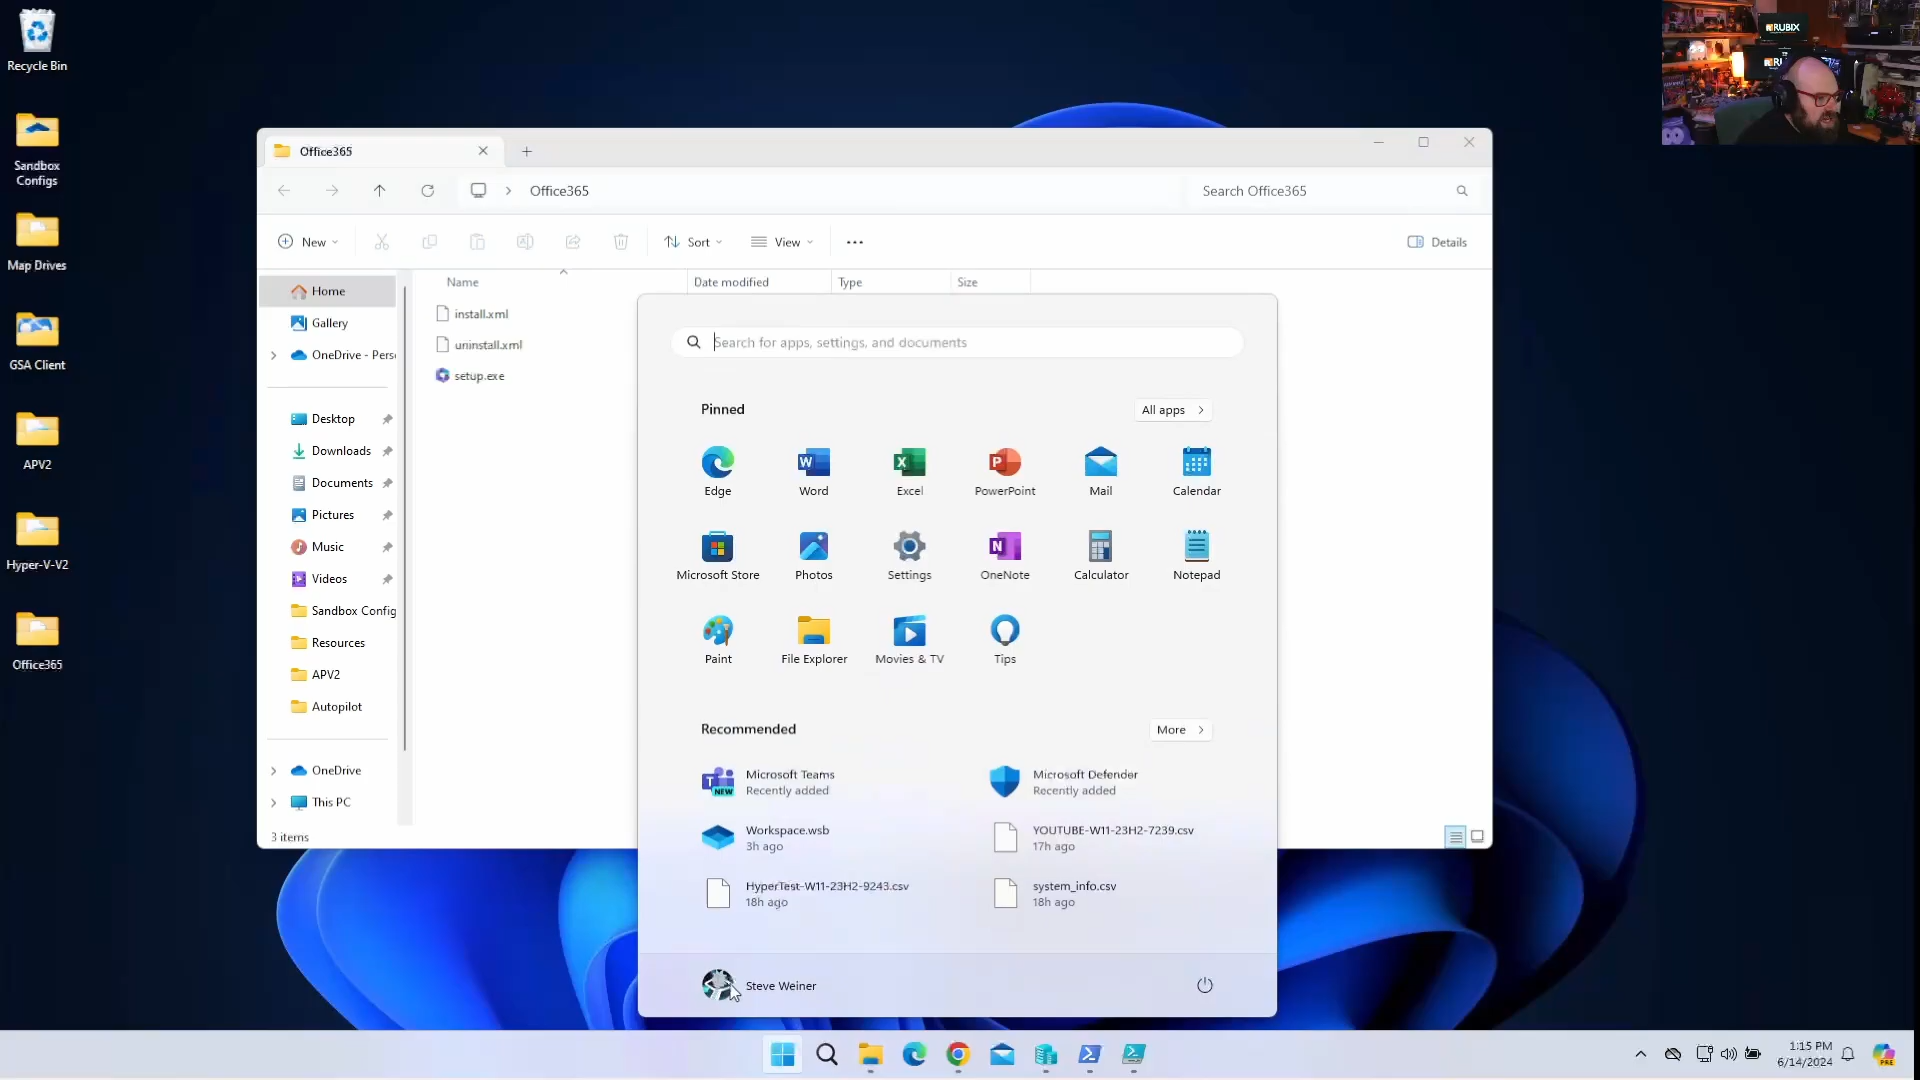 Recycle Bin
Sandbox
Configs
Map Drives
GSA Client
APV2
Hyper-V-V2
Office365
RUBIX
Office365
Office365
Search Office365
New
Sort
View
Details
Home
Gallery
OneDrive - Pers
Desktop
Downloads
Documents
Pictures
Music
Videos
Sandbox Config
Resources
APV2
Autopilot
OneDrive
This PC
3 items
Name
Date modified
Type
Size
install.xml
uninstall.xml
setup.exe
Search for apps, settings, and documents
Pinned
All apps
Edge
Word
Excel
PowerPoint
Mail
Calendar
Microsoft Store
Photos
Settings
OneNote
Calculator
Notepad
Paint
File Explorer
Movies & TV
Tips
Recommended
More
Microsoft Teams
Recently added
Microsoft Defender
Recently added
Workspace.wsb
3h ago
YOUTUBE-W11-23H2-7239.csv
17h ago
HyperTest-W11-23H2-9243.csv
18h ago
system_info.csv
18h ago
Steve Weiner
1:15 PM
6/14/2024
PRE